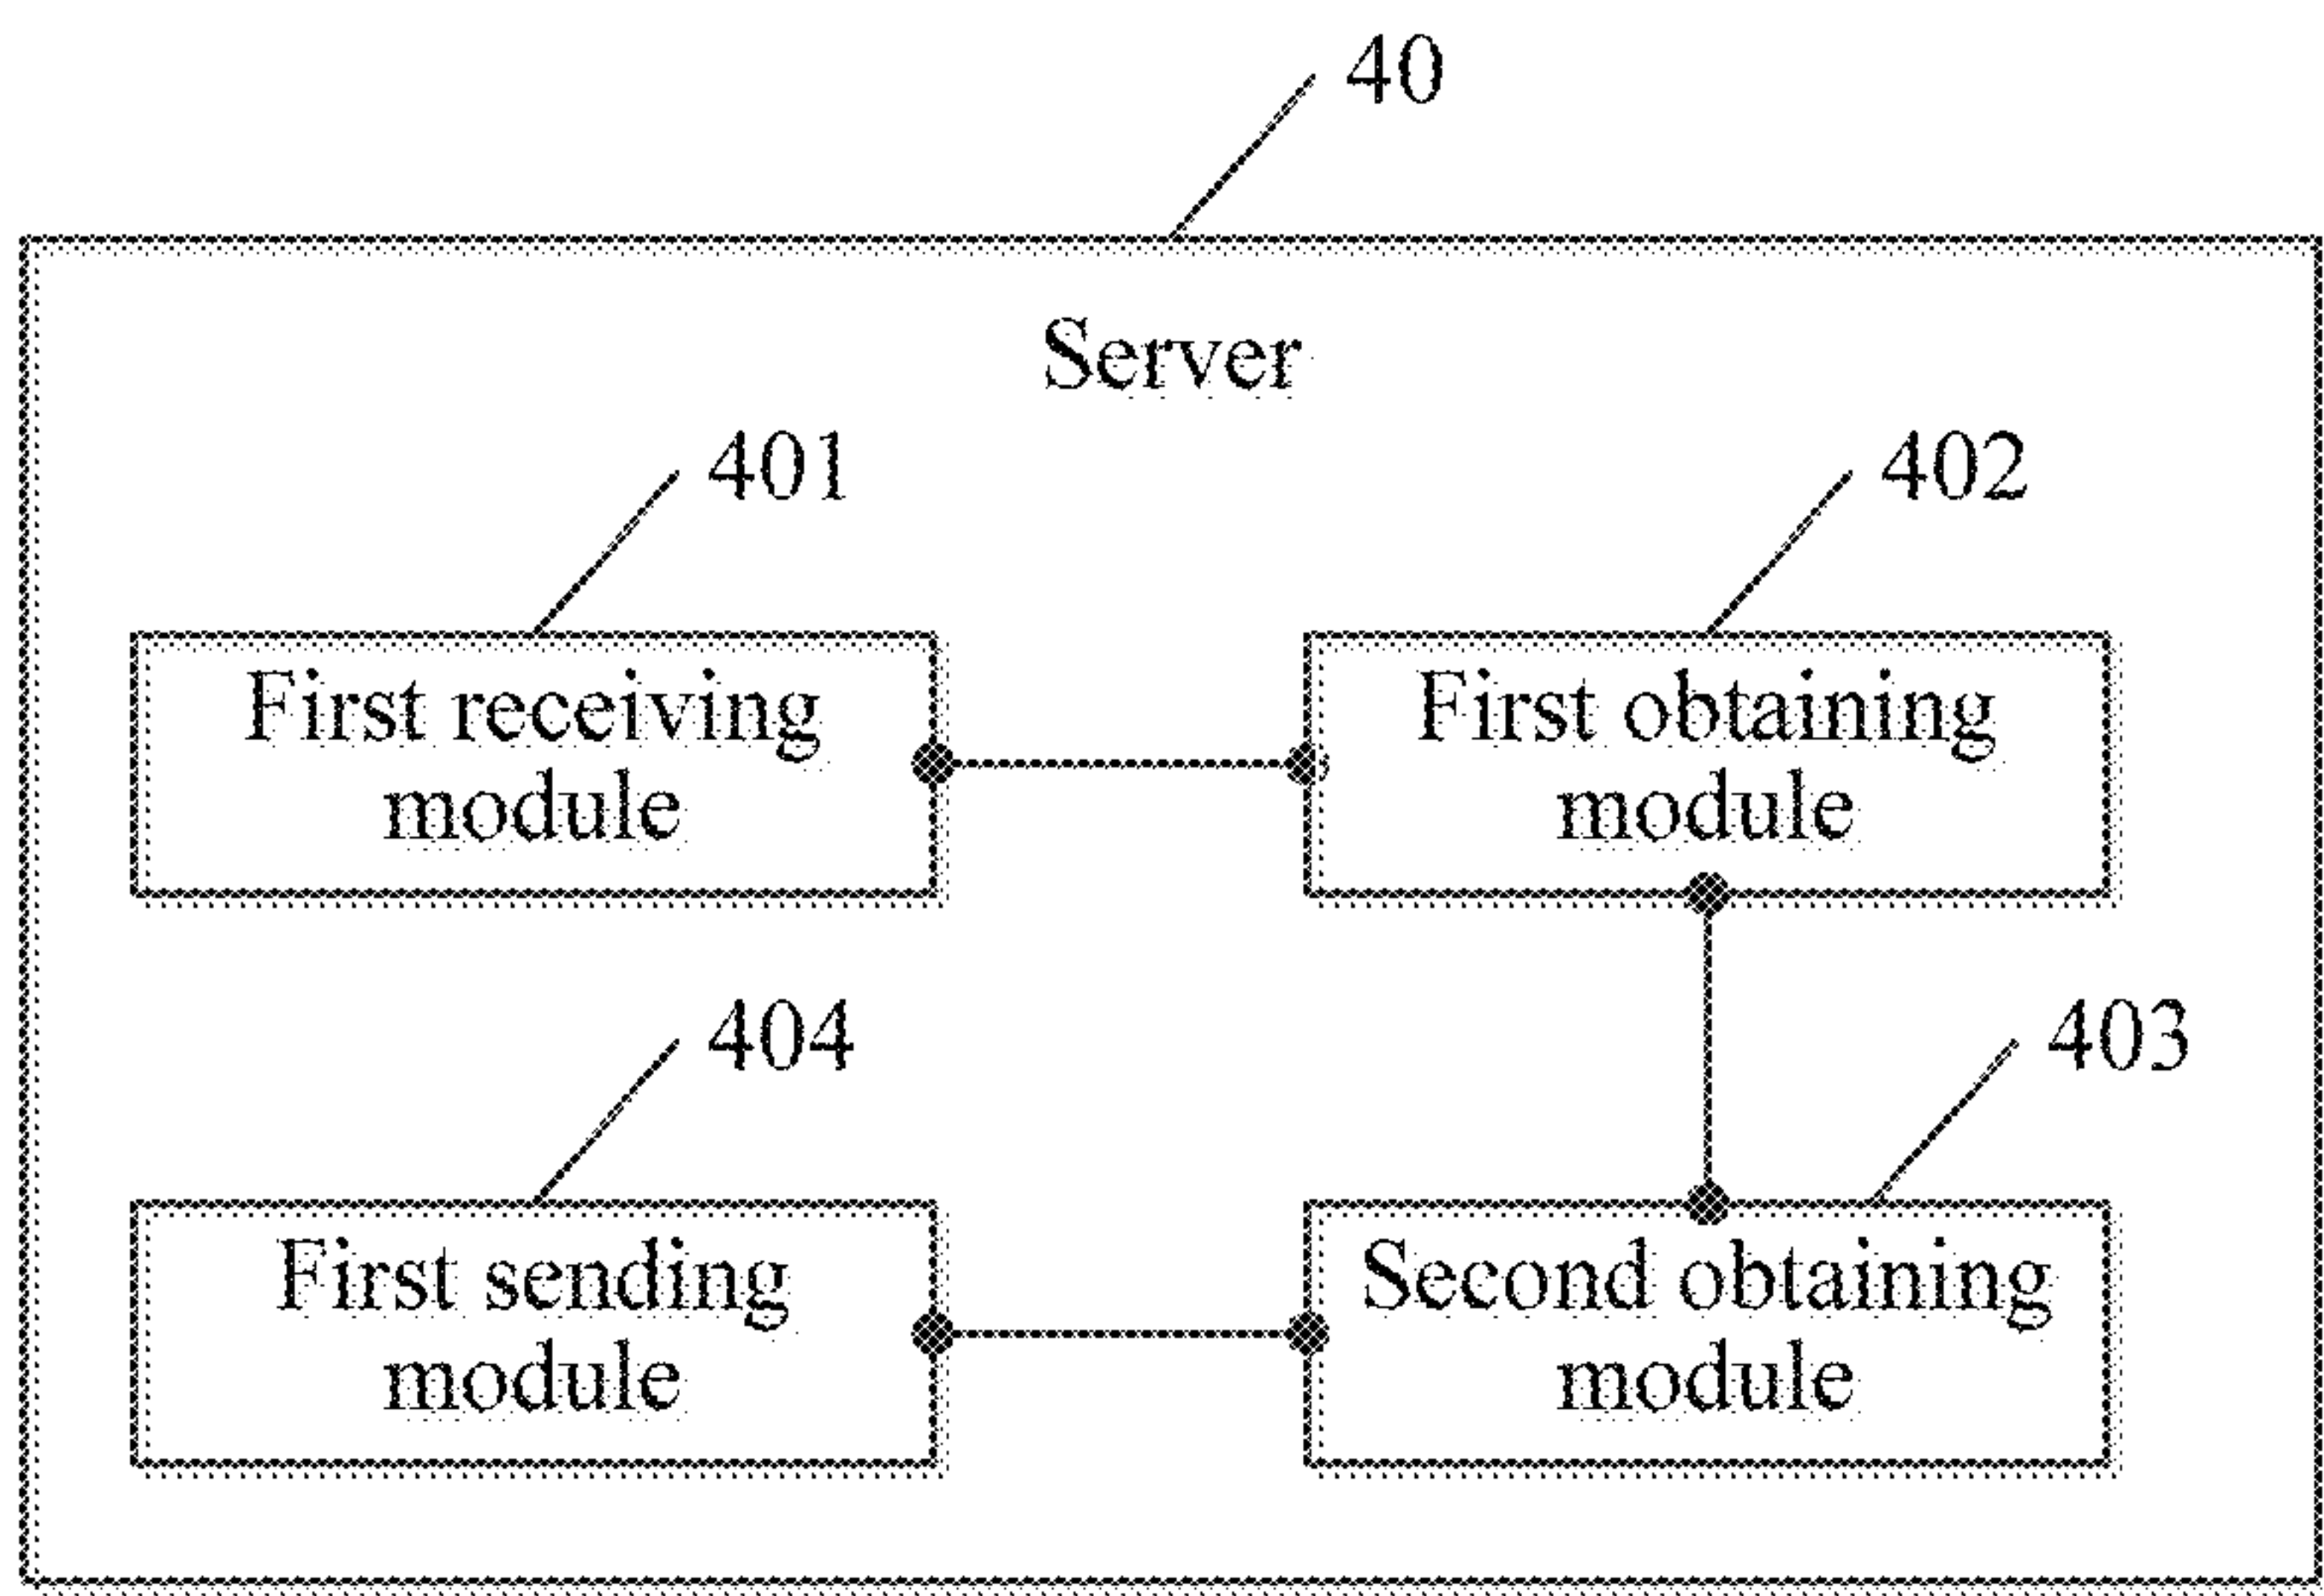 40
Server
401
402
First receiving
module
First obtaining
module
404
403
First sending
module
Second obtaining
module